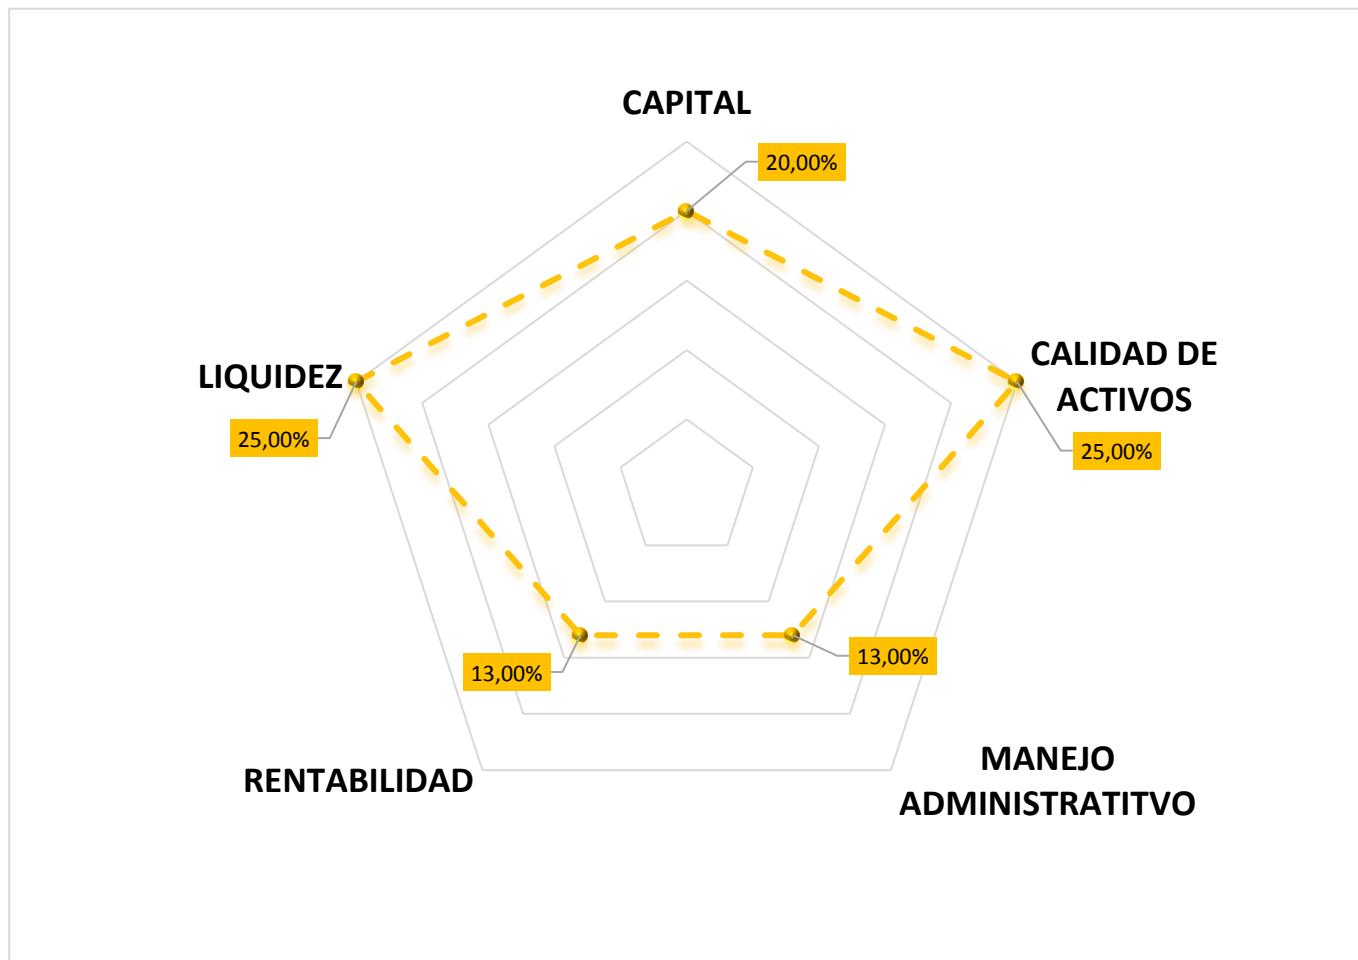 CAPITAL
20,00%
CALIDAD DE
ACTIVOS
25,00%
LIQUIDEZ
25,00%
13,00%
13,00%
MANEJO
ADMINISTRATITVO
RENTABILIDAD